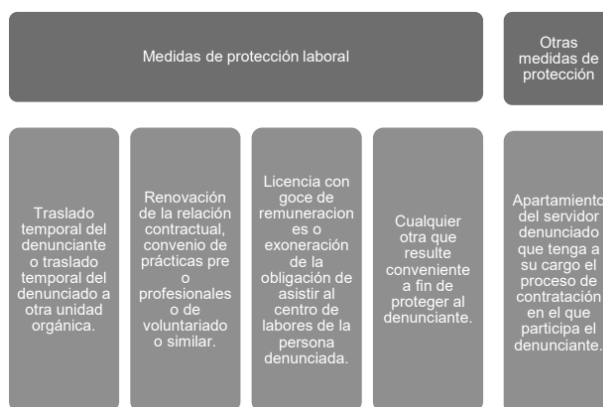 Medidas de protección laboral
Otras
medidas de
protección
Traslado
temporal del
denunciante
o traslado
temporal del
denunciado a
otra unidad
orgánica.
Renovación
de la relación
contractual,
convenio de
prácticas pre
o
profesionales
o de
voluntariado
o similar.
Licencia con
goce de
remuneracion
es o
exoneración
de la
obligación de
asistir al
centro de
labores de la
persona
denunciada.
Cualquier
otra que
resulte
conveniente
a fin de
proteger al
denunciante.
Apartamiento
del servidor
denunciado
que tenga a
su cargo el
proceso de
contratación
en el que
participa el
denunciante.